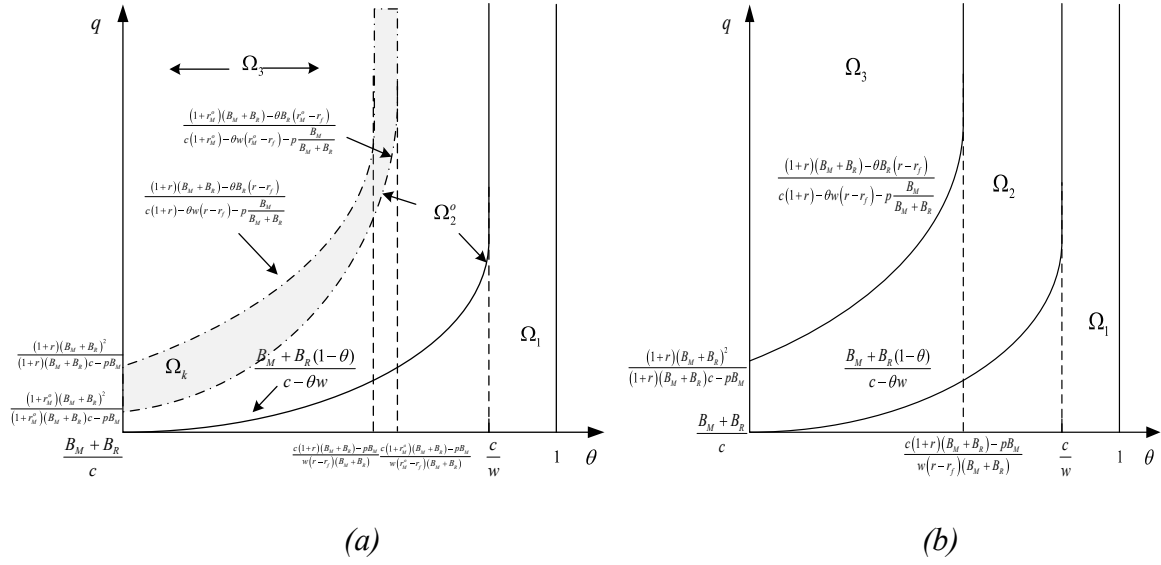 q
Ω₃
((1+r_M^o)(B_M+B_R)−θB_R(r_M^o−r_f))/(c(1+r_M^o)−θw(r_M^o−r_f)−p B_M/(B_M+B_R))
((1+r)(B_M+B_R)−θB_R(r−r_f))/(c(1+r)−θw(r−r_f)−p B_M/(B_M+B_R))
Ω₂^o
Ω₁
((1+r)(B_M+B_R)²)/((1+r)(B_M+B_R)c−pB_M)
Ω_k
(B_M+B_R(1−θ))/(c−θw)
((1+r_M^o)(B_M+B_R)²)/((1+r_M^o)(B_M+B_R)c−pB_M)
(B_M+B_R)/c
(c(1+r)(B_M+B_R)−pB_M)/(w(r−r_f)(B_M+B_R))
(c(1+r_M^o)(B_M+B_R)−pB_M)/(w(r_M^o−r_f)(B_M+B_R))
c/w
1
θ
(a)
q
Ω₃
((1+r)(B_M+B_R)−θB_R(r−r_f))/(c(1+r)−θw(r−r_f)−p B_M/(B_M+B_R))
Ω₂
Ω₁
((1+r)(B_M+B_R)²)/((1+r)(B_M+B_R)c−pB_M)
(B_M+B_R(1−θ))/(c−θw)
(B_M+B_R)/c
(c(1+r)(B_M+B_R)−pB_M)/(w(r−r_f)(B_M+B_R))
c/w
1
θ
(b)